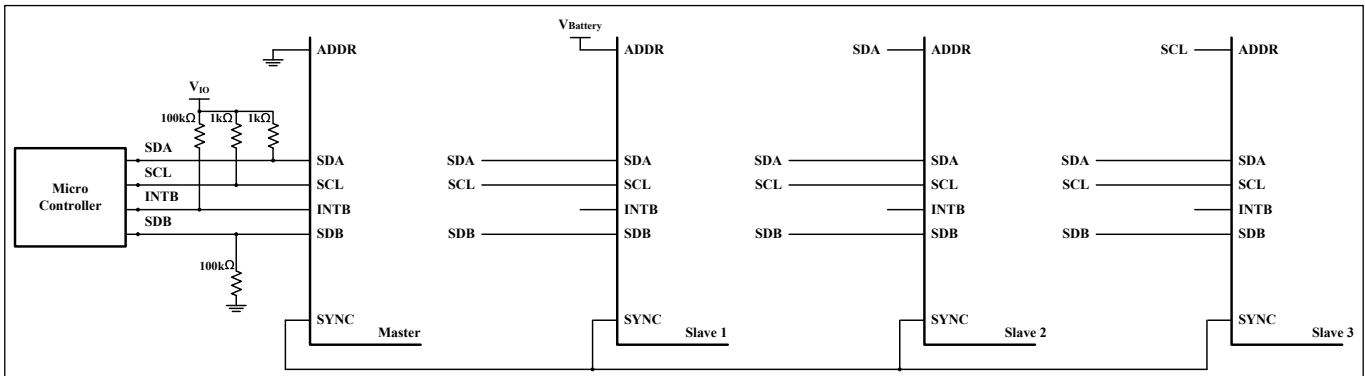 V_Battery
ADDR
ADDR
SDA
ADDR
SCL
ADDR
V_IO
100kΩ
1kΩ
1kΩ
Micro
Controller
SDA
SCL
INTB
SDB
SDA
SCL
INTB
SDB
SDA
SCL
SDB
SDA
SCL
INTB
SDB
SDA
SCL
SDB
SDA
SCL
INTB
SDB
SDA
SCL
SDB
SDA
SCL
INTB
SDB
100kΩ
SYNC
Master
SYNC
Slave 1
SYNC
Slave 2
SYNC
Slave 3